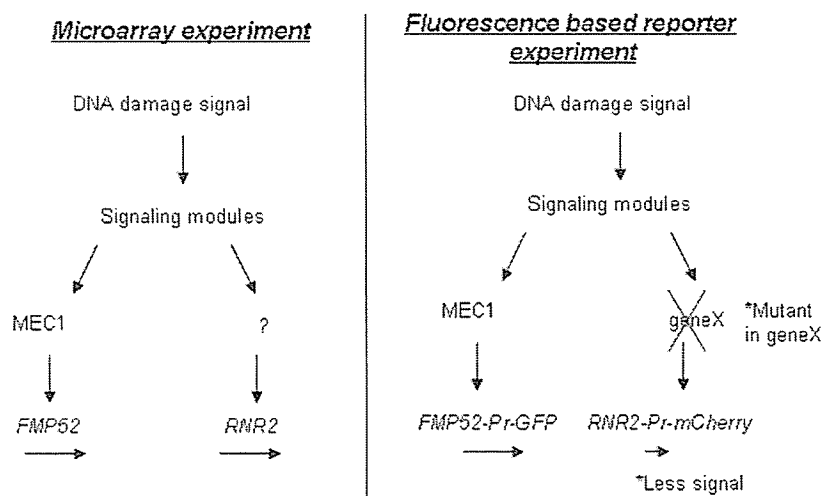 Microarray experiment
DNA damage signal
Signaling modules
MEC1
?
FMP52
RNR2
Fluorescence based reporter
experiment
DNA damage signal
Signaling modules
MEC1
geneX
*Mutant
in geneX
FMP52-Pr-GFP
RNR2-Pr-mCherry
*Less signal